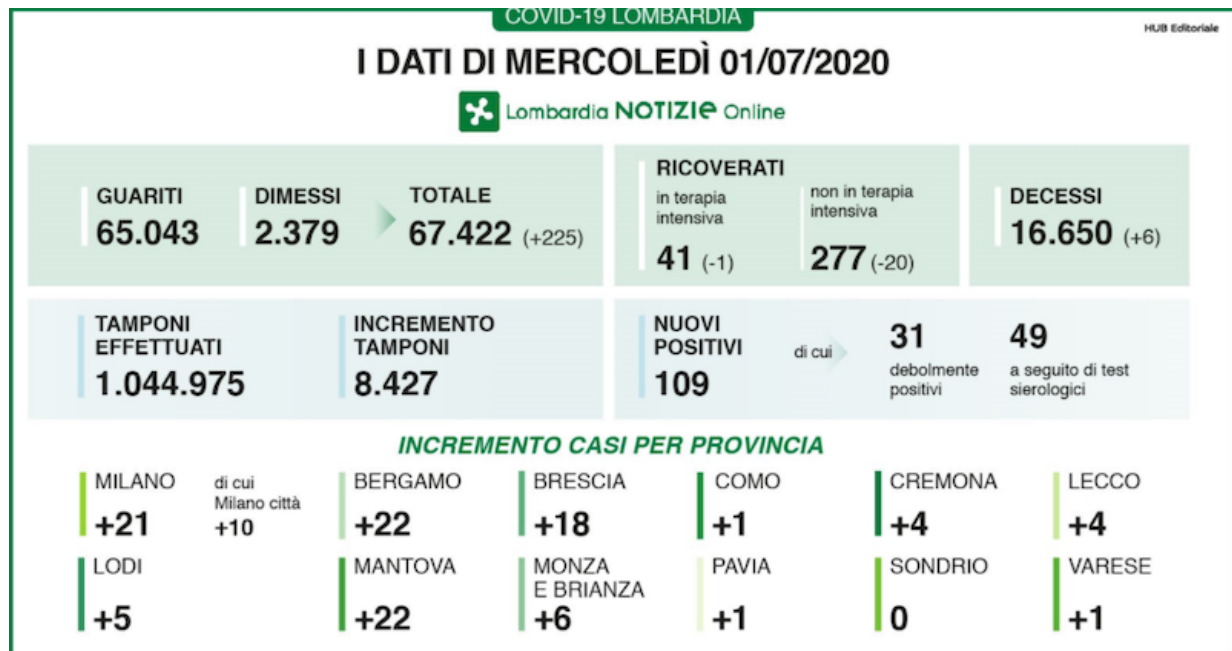 COVID-19 LOMBARDIA
HUB Editoriale
I DATI DI MERCOLEDÌ 01/07/2020
Lombardia NOTIZIE Online
GUARITI
65.043
DIMESSI
2.379
TOTALE
67.422 (+225)
RICOVERATI
in terapia
intensiva
41 (-1)
non in terapia
intensiva
277 (-20)
DECESSI
16.650 (+6)
TAMPONI
EFFETTUATI
1.044.975
INCREMENTO
TAMPONI
8.427
NUOVI
POSITIVI
109
di cui
31
debolmente
positivi
49
a seguito di test
sierologici
INCREMENTO CASI PER PROVINCIA
MILANO
+21
di cui
Milano città
+10
BERGAMO
+22
BRESCIA
+18
COMO
+1
CREMONA
+4
LECCO
+4
LODI
+5
MANTOVA
+22
MONZA
E BRIANZA
+6
PAVIA
+1
SONDRIO
0
VARESE
+1